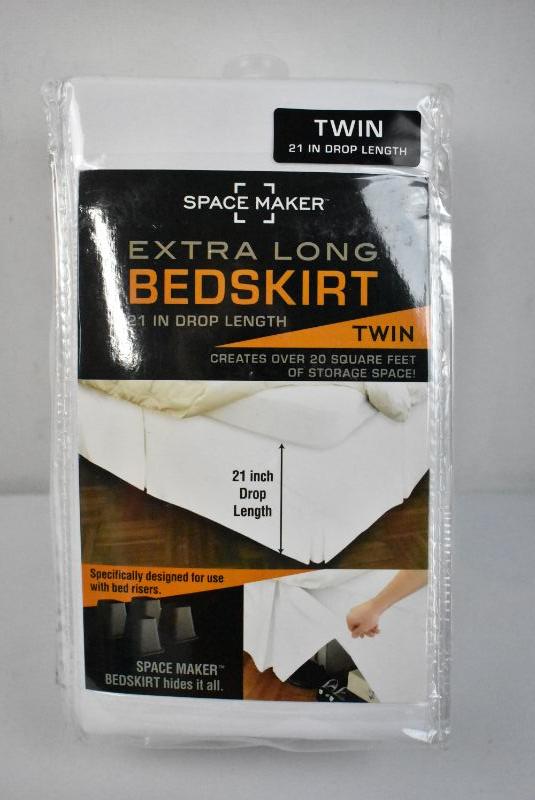 TWIN
21 IN DROP LENGTH
SPACE MAKER™
EXTRA LONG
BEDSKIRT
21 IN DROP LENGTH
TWIN
CREATES OVER 20 SQUARE FEET
OF STORAGE SPACE!
21 inch
Drop
Length
Specifically designed for use
with bed risers.
SPACE MAKER™
BEDSKIRT hides it all.